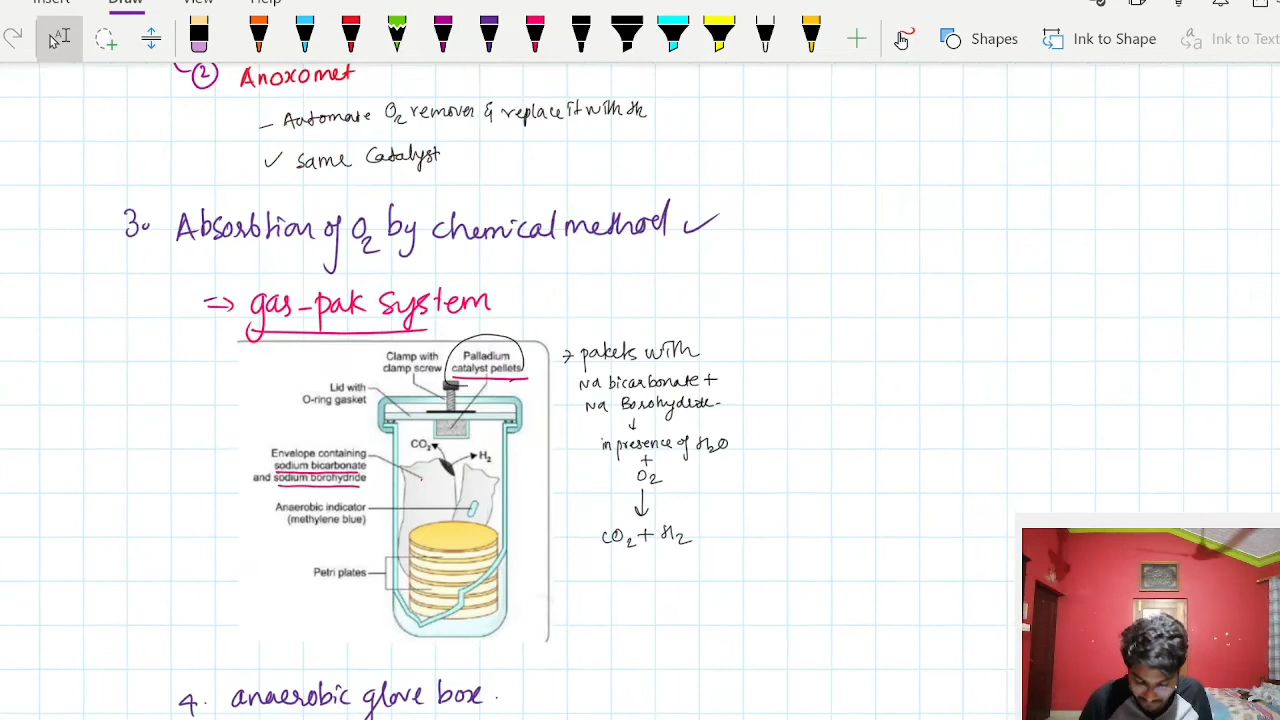 Insert
Draw
Help
Shapes
Ink to Shape
Ink to Text
② Anoxomet
– Automate O2 remover & replace it with H2
✓ same Catalyst
3. Absorbtion of O2 by chemical method ✓
⇒ gas-pak system
Clamp with
clamp screw
Palladium
catalyst pellets
Lid with
O-ring gasket
CO2
H2
Envelope containing
sodium bicarbonate
and sodium borohydride
Anaerobic indicator
(methylene blue)
Petri plates
→ pakets with
Na bicarbonate +
Na Borohydride
↓
in presence of H2O
+
O2
↓
CO2 + H2
4. anaerobic glove box.